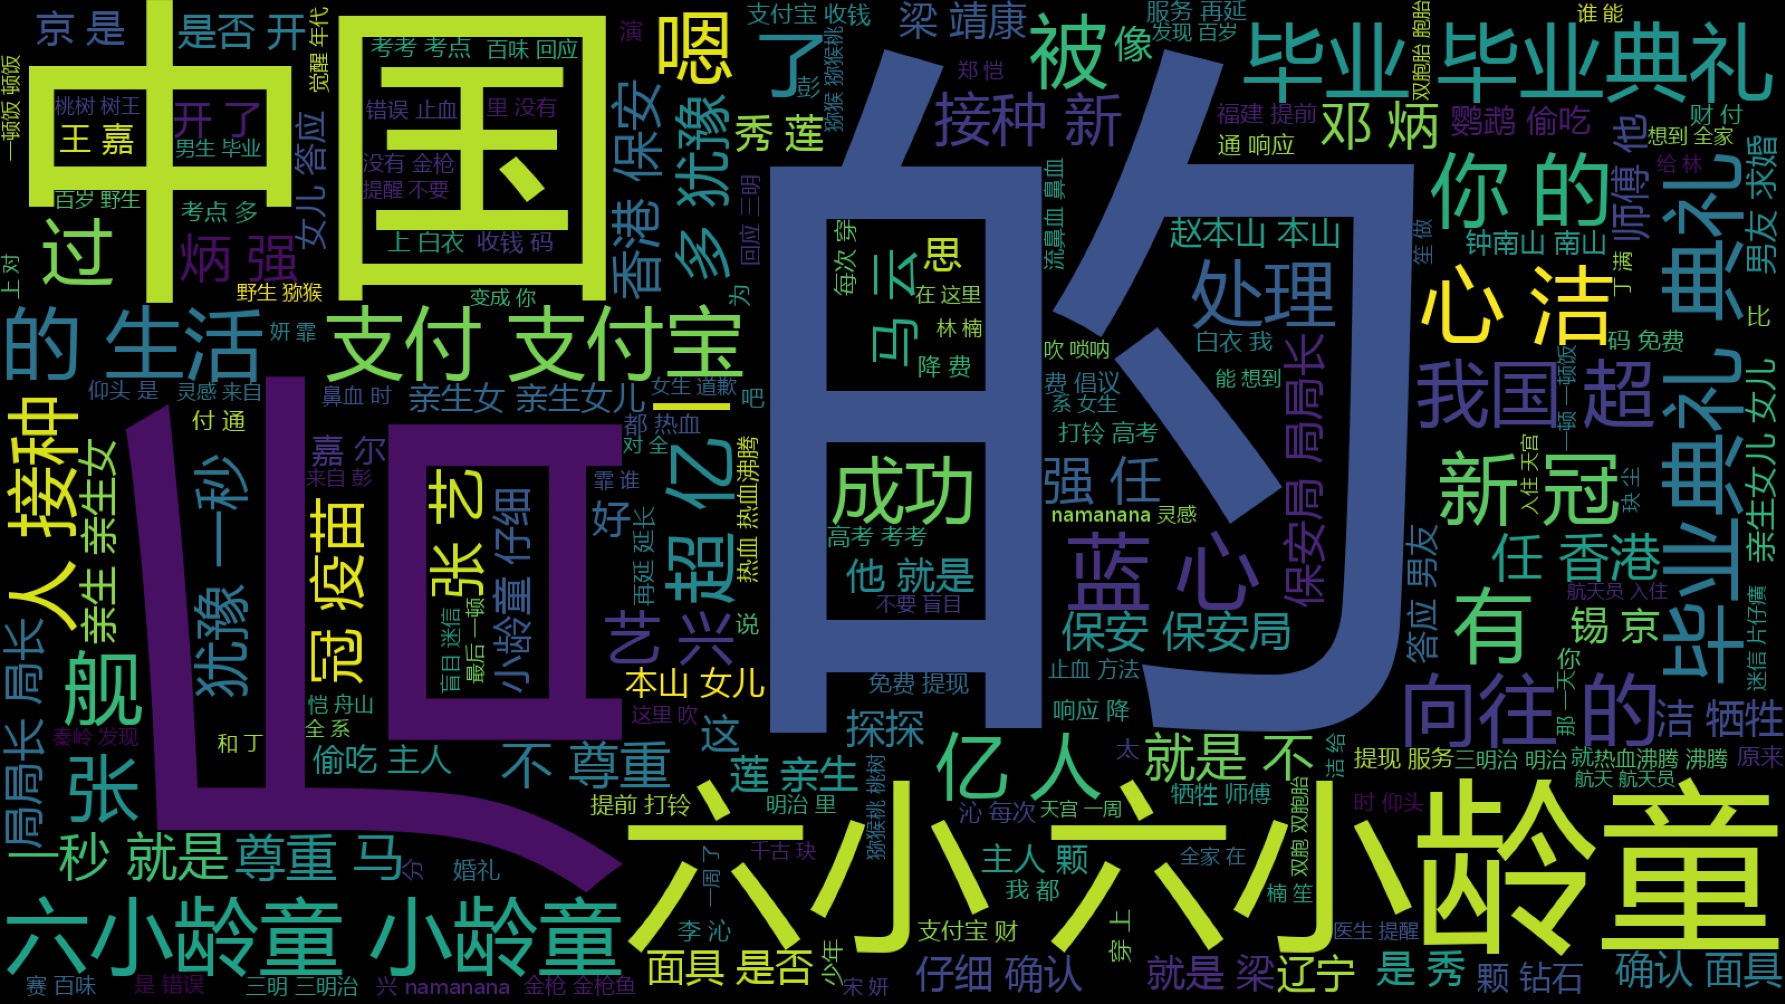 京 是
是否 开
觉醒 年代
考考 考点
百味 回应
演
嗯
支付宝 收钱
了
彭
猕猴 猕猴桃
梁 靖康
郑 恺
被
像
服务 再延
发现 百岁
毕业 毕业典礼
双胞胎 胞胎
谁 能
一顿饭 顿饭
中国
桃树 树王
王 嘉
开 了
男生 毕业
百岁 野生
女儿 答应
错误 止血
里 没有
没有 金枪
提醒 不要
上 白衣
收钱 码
香港 保安
多 犹豫
秀 莲
接种 新
福建 提前
通 响应
邓 炳
鹦鹉 偷吃
财 付
想到 全家
给 林
师傅 他
男友 求婚
上 对
过
考点 多
炳 强
野生 猕猴
变成 你
回应 三明
为
流鼻血 鼻血
的
每次 穿
马 云
思
在 这里
林 楠
降 费
赵本山 本山
处理
白衣 我
能 想到
笙 做
你 的
钟南山 南山
丁 满
心 洁
码 免费
比
毕业典礼 典礼
的 生活
妍 霏
支付 支付宝
吹 唢呐
费 倡议
系 女生
打铃 高考
保安局 局局长
我国 超
一顿 一顿饭
仰头 是
灵感 来自
鼻血 时
亲生女 亲生女儿
女生 道歉
一
吧
付 通
都 热血
对 全
人 接种
亲生 亲生女
迴
犹豫 一秒
嘉 尔
来自 彭
冠 疫苗
张 艺
小龄童 仔细
盲目 迷信
最后 一顿
霏 谁
好
再延 延长
超 亿
热血 热血沸腾
成功
高考 考考
他 就是
不要 盲目
强 任
namanana 灵感
蓝 心
保安 保安局
止血 方法
响应 降
新 冠
入住 天宫
玦 尘
任 香港
航天员 入住
答应 男友
有
锡 京
那 一天
你
亲生女儿 女儿
迷信 片仔癀
局局长 局长
舰
秦岭 发现
和 丁
恺 舟山
全 系
艺 兴
说
本山 女儿
这里 吹
这
免费 提现
探探
向往 的
洁 牺牲
张
偷吃 主人
不 尊重
莲 亲生
亿 人
太
就是 不
洁 给
提现 服务
三明治 明治
就 热血沸腾 沸腾
原来
航天 航天员
提前 打铃
明治 里
猕猴桃 桃树
沁 每次
天宫 一周
牺牲 师傅
双胞 双胞胎
时 仰头
一秒 就是
尊重 马
分
婚礼
六小 六小龄童
千古 玦
一周 了
主人 颗
我 都
全家 在
楠 笙
六小龄童 小龄童
李 沁
支付宝 财
穿 上
医生 提醒
赛 百味
是 错误
三明 三明治
兴 namanana
金枪 金枪鱼
面具 是否
少年
宋 妍
仔细 确认
就是 梁
辽宁
是 秀
颗 钻石
确认 面具